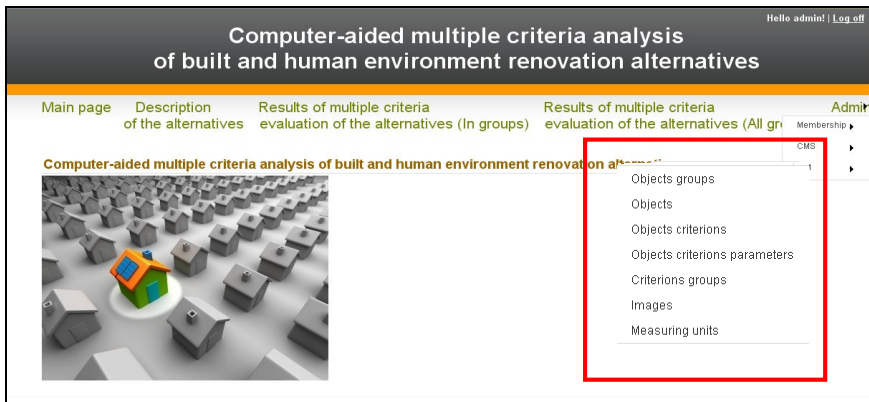 Hello admin! | Log off
Computer-aided multiple criteria analysis
of built and human environment renovation alternatives
Main page Description Results of multiple criteria Results of multiple criteria Admin
of the alternatives evaluation of the alternatives (In groups) evaluation of the alternatives (All gr
Membership
CMS
Computer-aided multiple criteria analysis of built and human environment renovation
Objects groups
Objects
Objects criterions
Objects criterions parameters
Criterions groups
Images
Measuring units